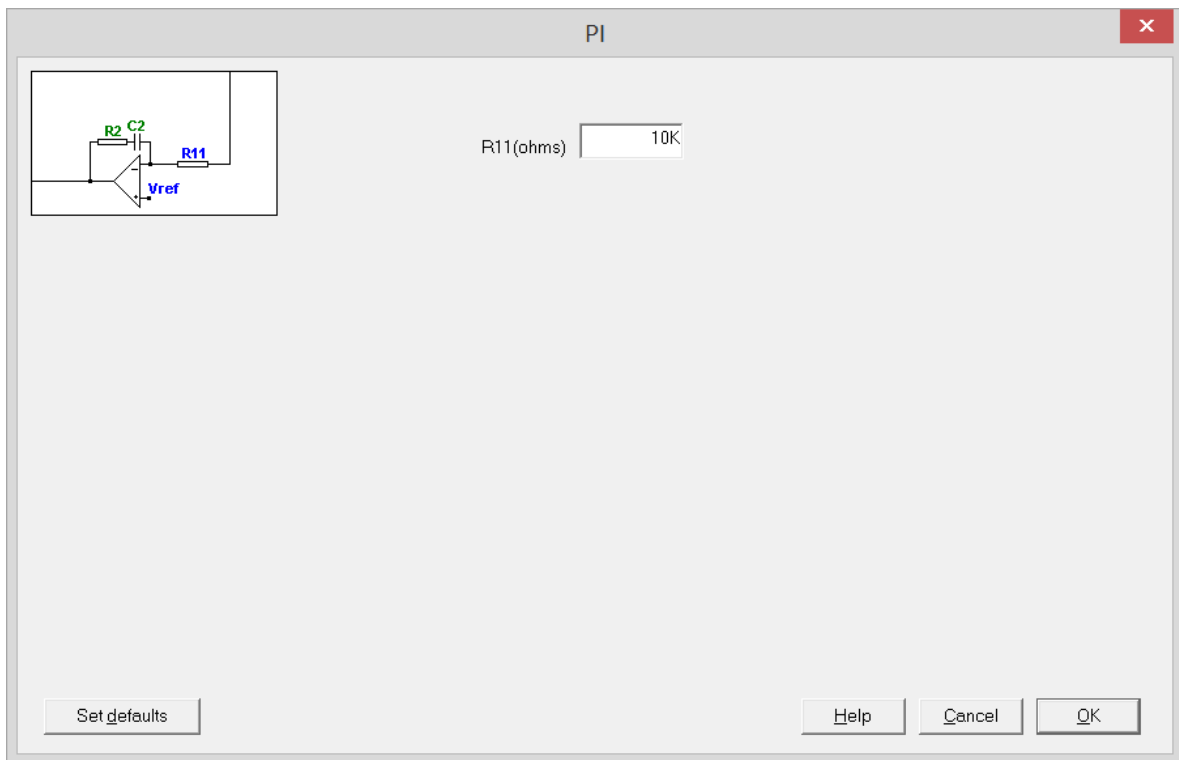 PI
R2 C2
R11
Vref
R11(ohms) 10K
Set defaults Help Cancel OK